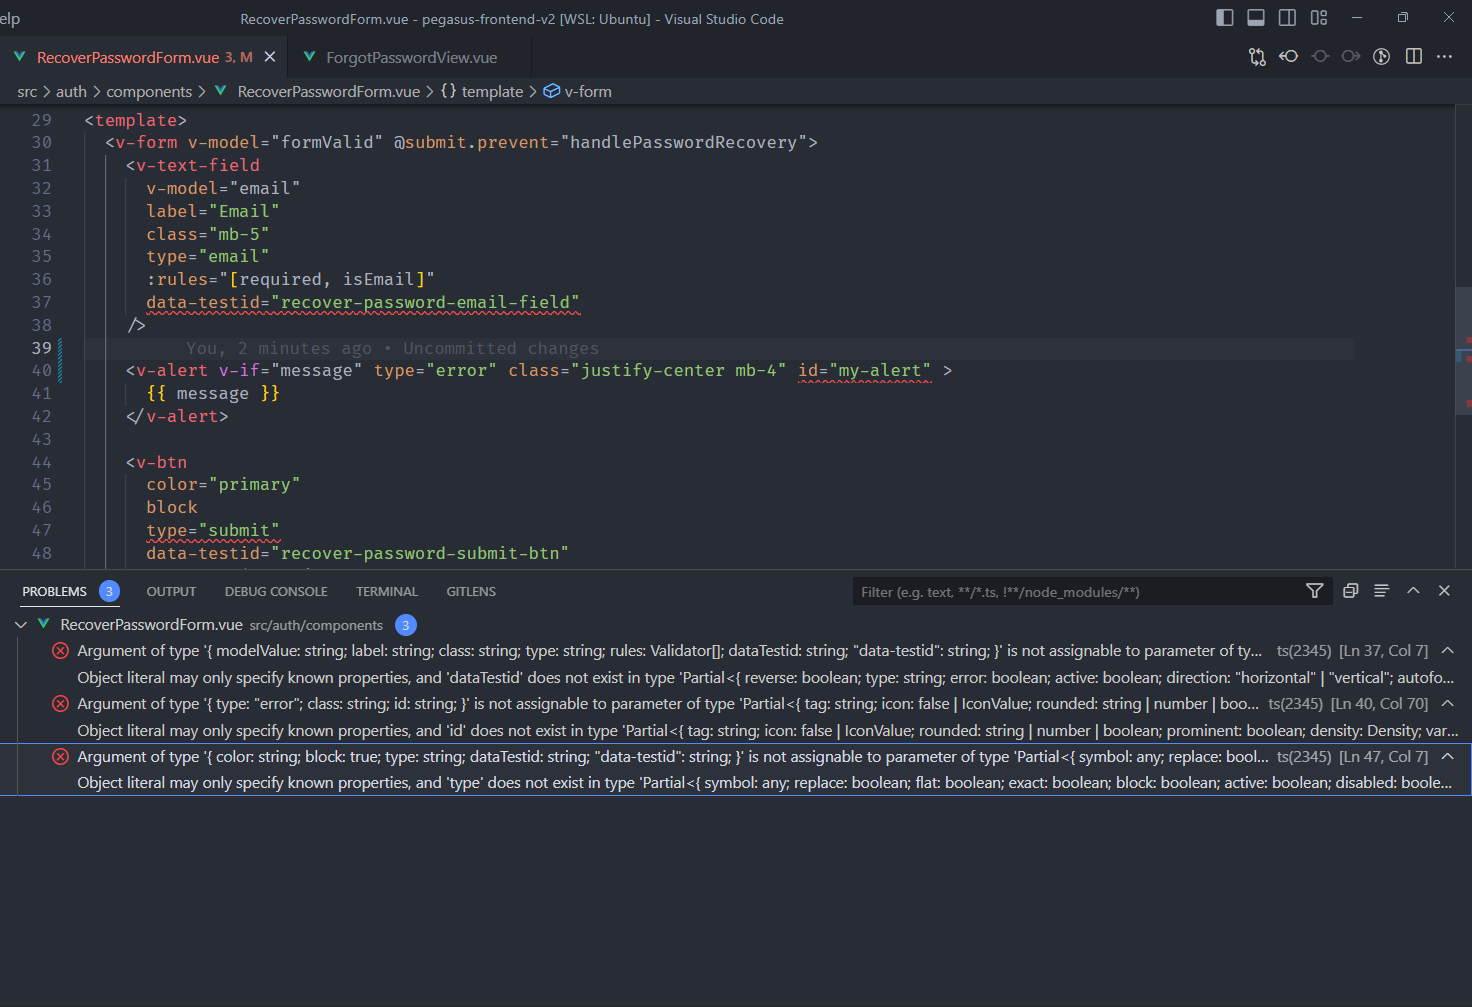 elp
RecoverPasswordForm.vue - pegasus-frontend-v2 [WSL: Ubuntu] - Visual Studio Code
RecoverPasswordForm.vue 3, M
ForgotPasswordView.vue
src > auth > components > RecoverPasswordForm.vue > {} template > v-form
29 <template>
30 <v-form v-model="formValid" @submit.prevent="handlePasswordRecovery">
31 <v-text-field
32 v-model="email"
33 label="Email"
34 class="mb-5"
35 type="email"
36 :rules="[required, isEmail]"
37 data-testid="recover-password-email-field"
38 />
39 You, 2 minutes ago • Uncommitted changes
40 <v-alert v-if="message" type="error" class="justify-center mb-4" id="my-alert" >
41 {{ message }}
42 </v-alert>
43
44 <v-btn
45 color="primary"
46 block
47 type="submit"
48 data-testid="recover-password-submit-btn"
PROBLEMS 3 OUTPUT DEBUG CONSOLE TERMINAL GITLENS
Filter (e.g. text, **/*.ts, !**/node_modules/**)
RecoverPasswordForm.vue src/auth/components 3
Argument of type '{ modelValue: string; label: string; class: string; type: string; rules: Validator[]; dataTestid: string; "data-testid": string; }' is not assignable to parameter of ty... ts(2345) [Ln 37, Col 7]
Object literal may only specify known properties, and 'dataTestid' does not exist in type 'Partial<{ reverse: boolean; type: string; error: boolean; active: boolean; direction: "horizontal" | "vertical"; autofo...
Argument of type '{ type: "error"; class: string; id: string; }' is not assignable to parameter of type 'Partial<{ tag: string; icon: false | IconValue; rounded: string | number | boo... ts(2345) [Ln 40, Col 70]
Object literal may only specify known properties, and 'id' does not exist in type 'Partial<{ tag: string; icon: false | IconValue; rounded: string | number | boolean; prominent: boolean; density: Density; var...
Argument of type '{ color: string; block: true; type: string; dataTestid: string; "data-testid": string; }' is not assignable to parameter of type 'Partial<{ symbol: any; replace: bool... ts(2345) [Ln 47, Col 7]
Object literal may only specify known properties, and 'type' does not exist in type 'Partial<{ symbol: any; replace: boolean; flat: boolean; exact: boolean; block: boolean; active: boolean; disabled: boole...